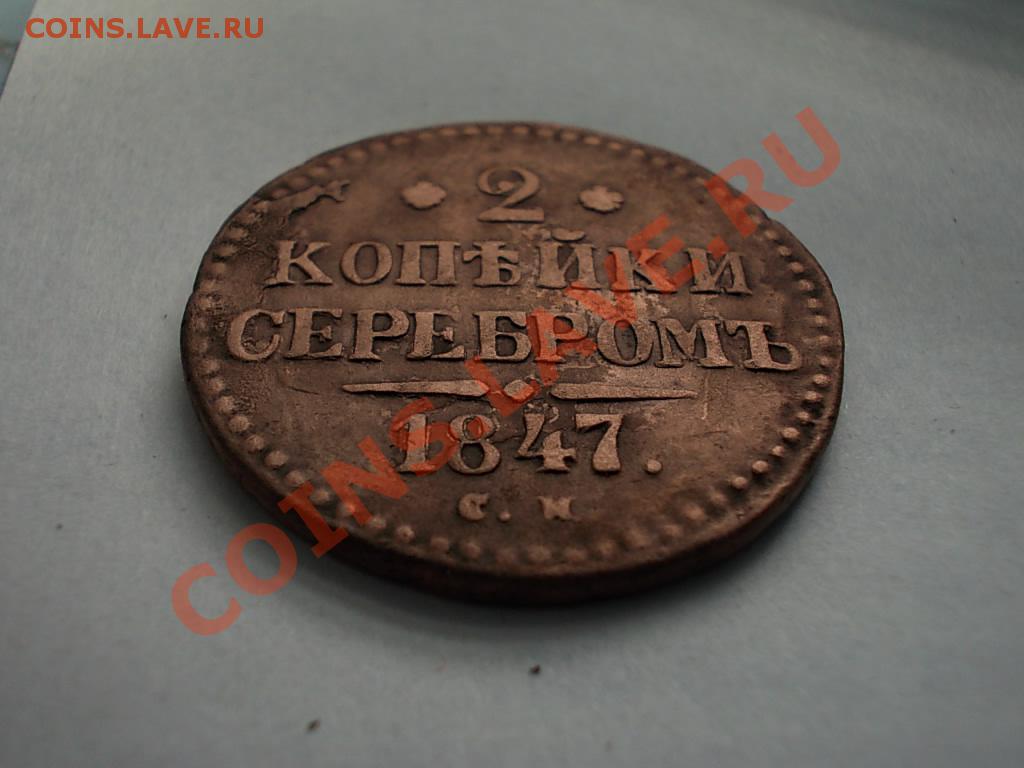 COINS.LAVE.RU
2
КОПѢЙКИ
СЕРЕБРОМЪ
1847.
С. М
COINS.LAVE.RU